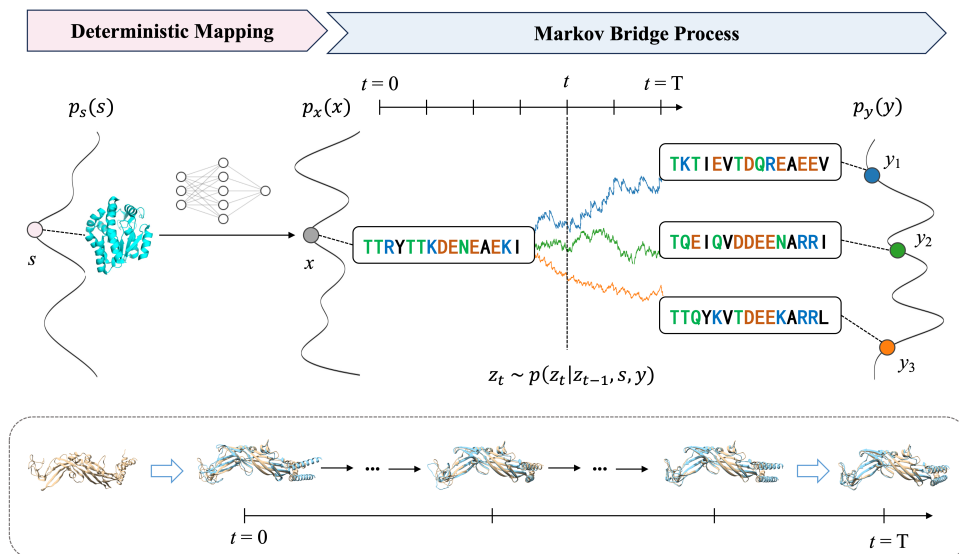 Deterministic Mapping
Markov Bridge Process
t = 0
t
t = T
p_s(s)
p_x(x)
p_y(y)
TKTIEVTDQREAEEV
y_1
s
x
TTRYTTKDENEAEKI
TQEIQVDDEENARRI
y_2
TTQYKVTDEEKARRL
y_3
z_t ~ p(z_t|z_{t-1}, s, y)
...
...
t = 0
t = T